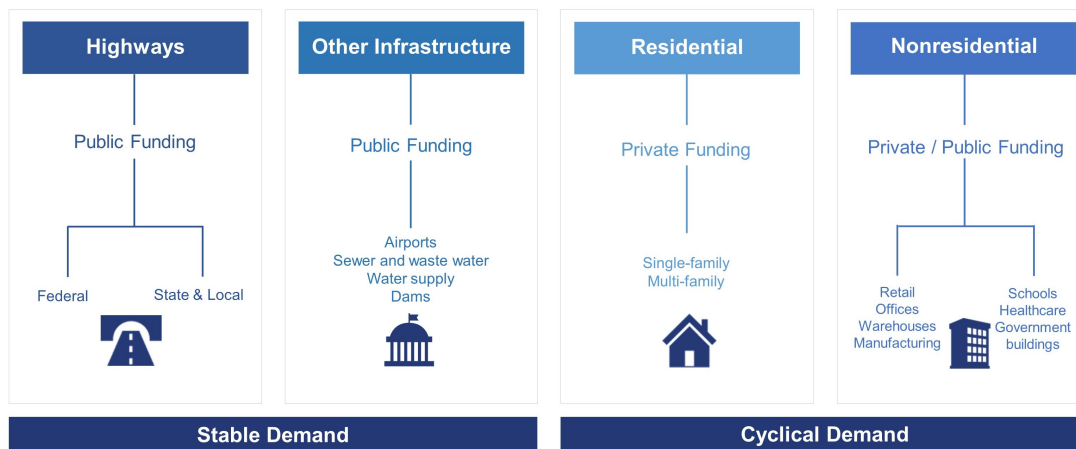 Highways
Public Funding
Federal
State & Local
Other Infrastructure
Public Funding
Airports
Sewer and waste water
Water supply
Dams
Residential
Private Funding
Single-family
Multi-family
Nonresidential
Private / Public Funding
Retail
Offices
Warehouses
Manufacturing
Schools
Healthcare
Government
buildings
Stable Demand
Cyclical Demand